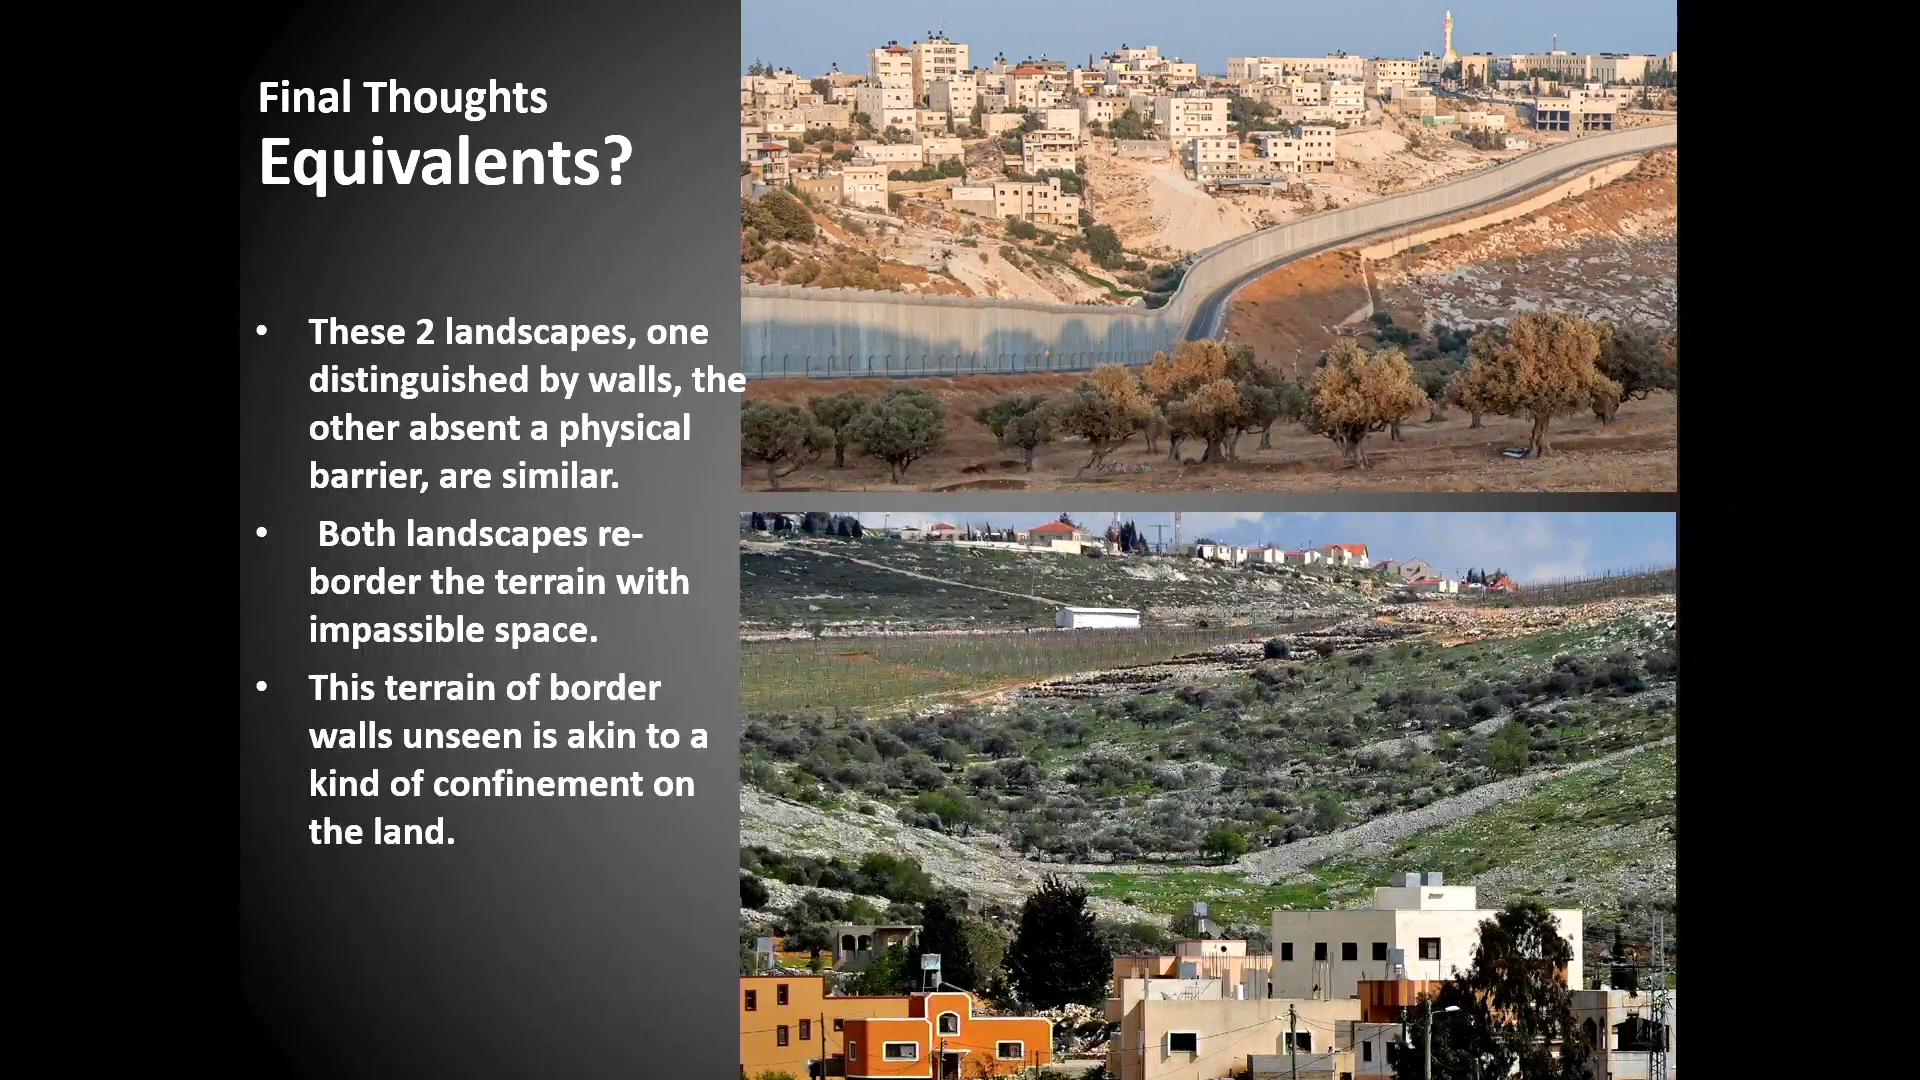 Final Thoughts
Equivalents?
• These 2 landscapes, one
distinguished by walls, the
other absent a physical
barrier, are similar.
• Both landscapes re-
border the terrain with
impassible space.
• This terrain of border
walls unseen is akin to a
kind of confinement on
the land.